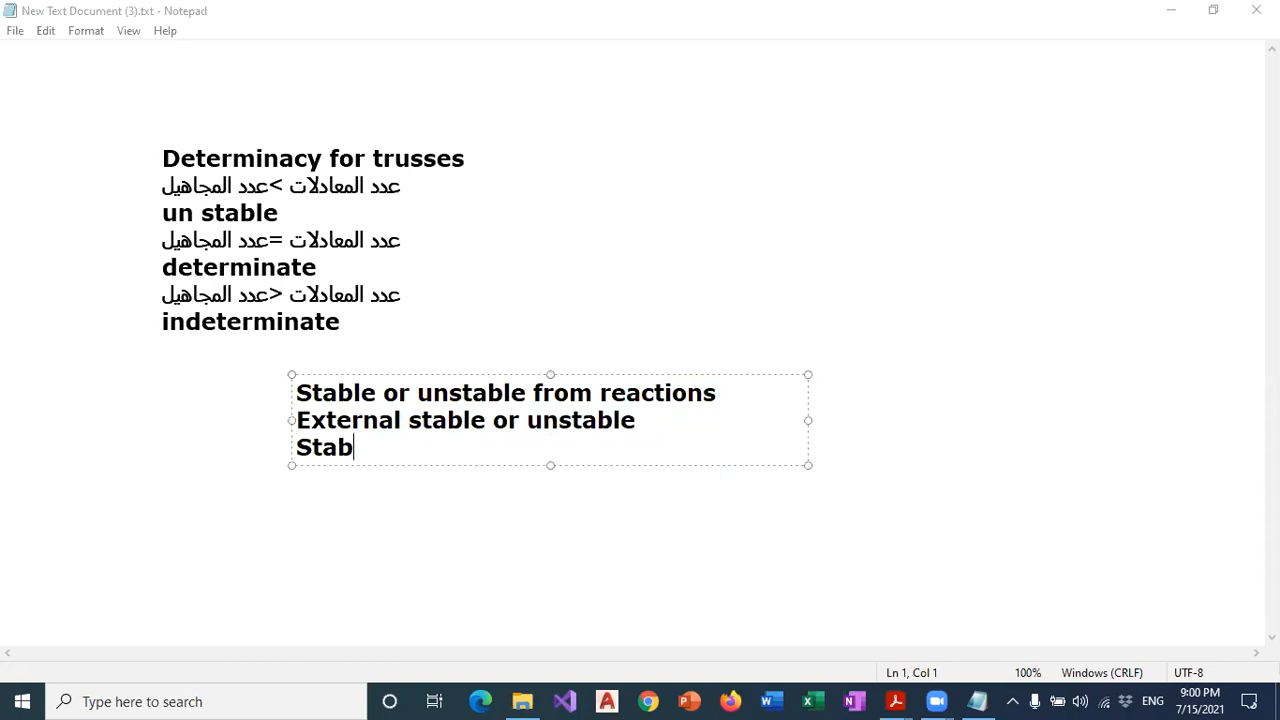 New Text Document (3).txt - Notepad
File Edit Format View Help
Determinacy for trusses
عدد المعادلات >عدد المجاهيل
un stable
عدد المعادلات =عدد المجاهيل
determinate
عدد المعادلات <عدد المجاهيل
indeterminate
Stable or unstable from reactions
External stable or unstable
Stab
Ln 1, Col 1 100% Windows (CRLF) UTF-8
Type here to search
ENG
9:00 PM
7/15/2021